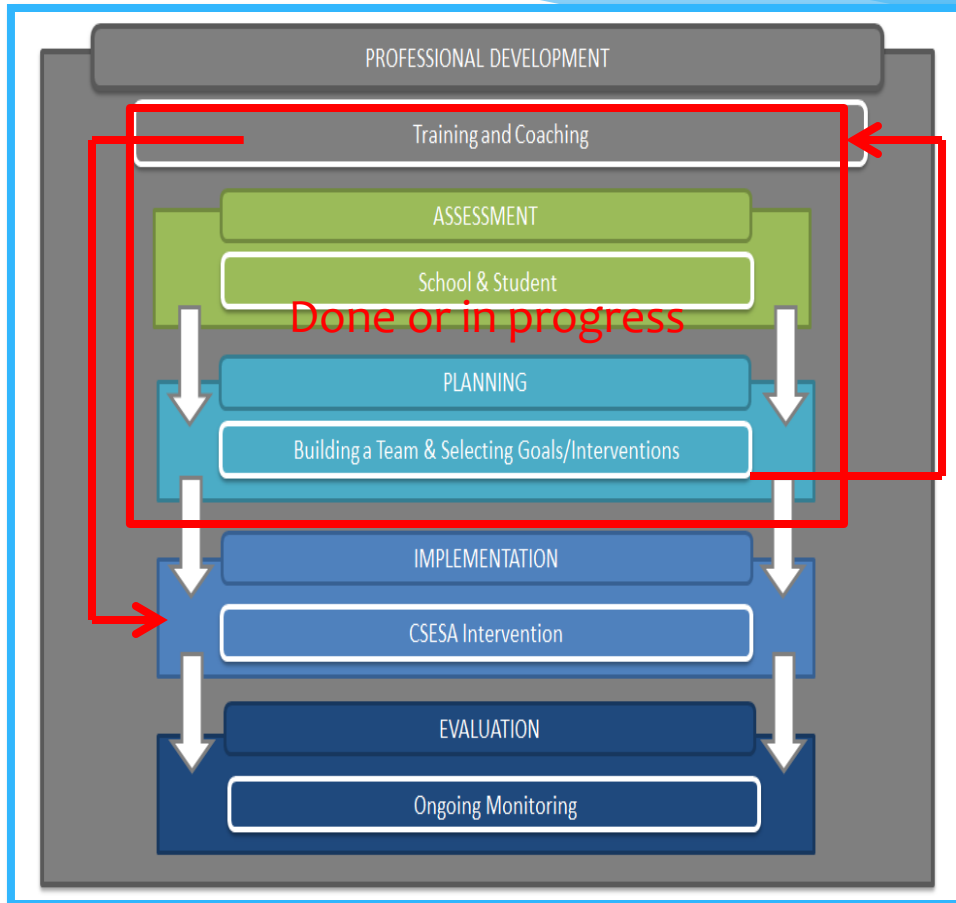 PROFESSIONAL DEVELOPMENT
Training and Coaching
ASSESSMENT
School & Student
Done or in progress
PLANNING
Building a Team & Selecting Goals/Interventions
IMPLEMENTATION
CSESA Intervention
EVALUATION
Ongoing Monitoring